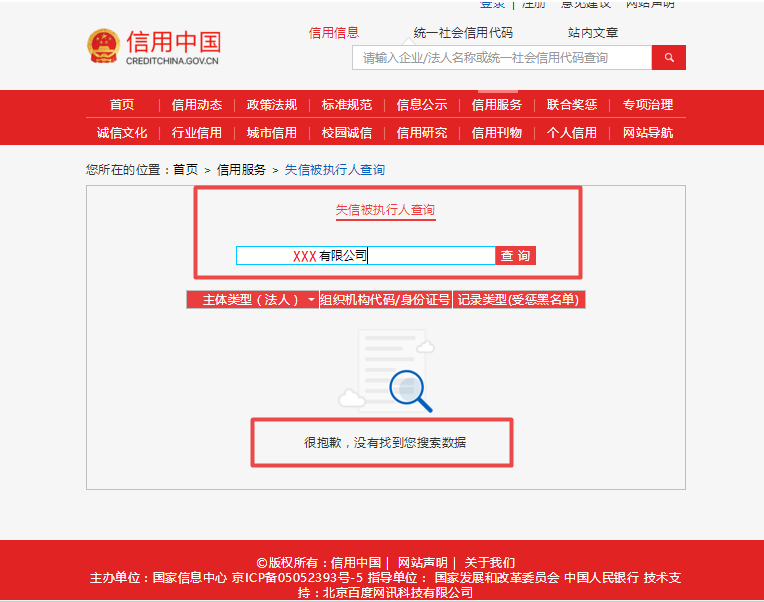 登录 | 注册 意见建议 网站声明
信用中国
CREDITCHINA.GOV.CN
信用信息 统一社会信用代码 站内文章
请输入企业/法人名称或统一社会信用代码查询
首页 信用动态 政策法规 标准规范 信息公示 信用服务 联合奖惩 专项治理
诚信文化 行业信用 城市信用 校园诚信 信用研究 信用刊物 个人信用 网站导航
您所在的位置：首页 > 信用服务 > 失信被执行人查询
失信被执行人查询
XXX 有限公司 查 询
主体类型（法人） 组织机构代码/身份证号 记录类型(受惩黑名单)
很抱歉，没有找到您搜索数据
©版权所有：信用中国 | 网站声明 | 关于我们
主办单位：国家信息中心 京ICP备05052393号-5 指导单位： 国家发展和改革委员会 中国人民银行 技术支
持：北京百度网讯科技有限公司